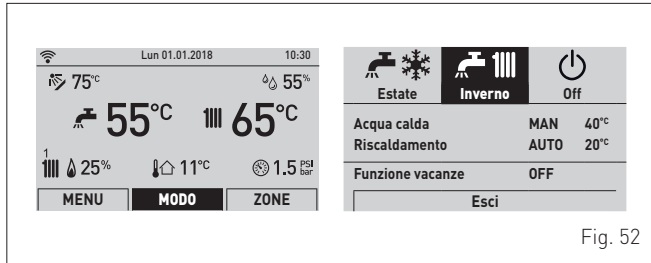 Lun 01.01.2018 10:30
75°C 55%
55°C 65°C
1
25% 11°C 1.5 PSI bar
MENU MODO ZONE
Estate Inverno Off
Acqua calda MAN 40°C
Riscaldamento AUTO 20°C
Funzione vacanze OFF
Esci
Fig. 52